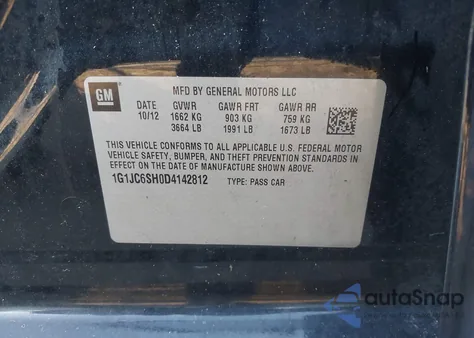 GM
MFD BY GENERAL MOTORS LLC
DATE GVWR GAWR FRT GAWR RR
10/12 1662 KG 903 KG 759 KG
3664 LB 1991 LB 1673 LB
THIS VEHICLE CONFORMS TO ALL APPLICABLE U.S. FEDERAL MOTOR
VEHICLE SAFETY, BUMPER, AND THEFT PREVENTION STANDARDS IN
EFFECT ON THE DATE OF MANUFACTURE SHOWN ABOVE.
1G1JC6SH0D4142812 TYPE: PASS CAR
autoSnap